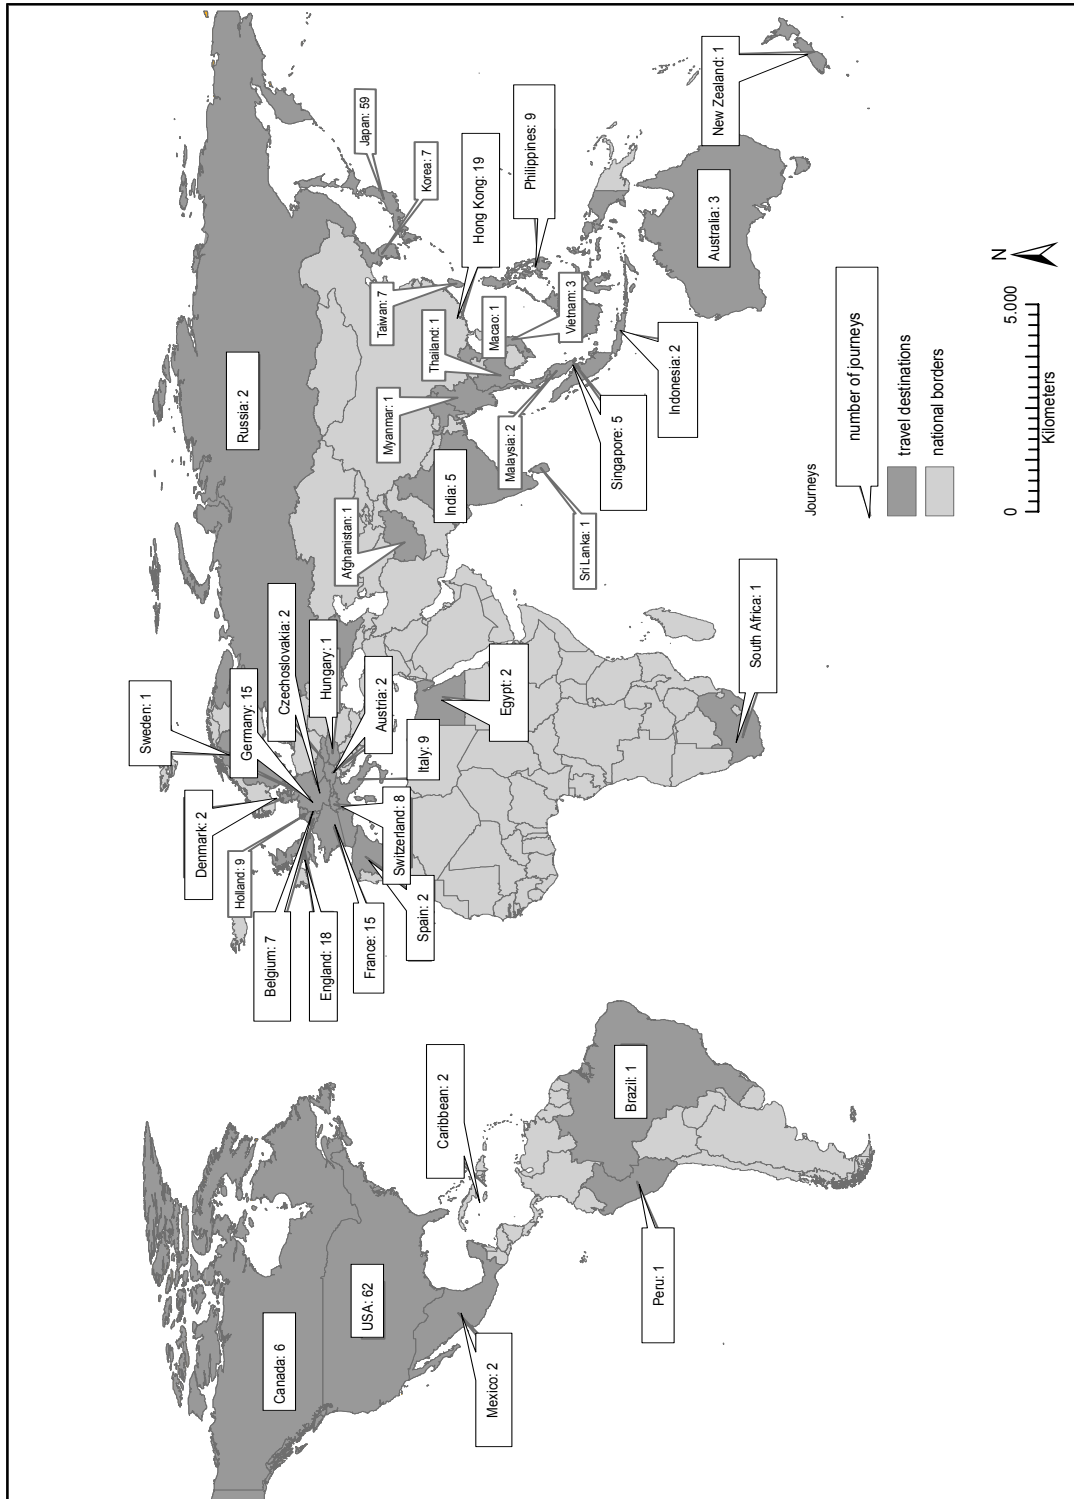 Canada: 6
USA: 62
Mexico: 2
Caribbean: 2
Peru: 1
Brazil: 1
Sweden: 1
Denmark: 2
Holland: 9
Belgium: 7
England: 18
France: 15
Spain: 2
Switzerland: 8
Italy: 9
Germany: 15
Czechoslovakia: 2
Hungary: 1
Austria: 2
Egypt: 2
South Africa: 1
Russia: 2
Afghanistan: 1
India: 5
Sri Lanka: 1
Myanmar: 1
Thailand: 1
Taiwan: 7
Macao: 1
Vietnam: 3
Malaysia: 2
Singapore: 5
Indonesia: 2
Japan: 59
Korea: 7
Hong Kong: 19
Philippines: 9
Australia: 3
New Zealand: 1
Journeys
number of journeys
travel destinations
national borders
N
0 5.000
Kilometers